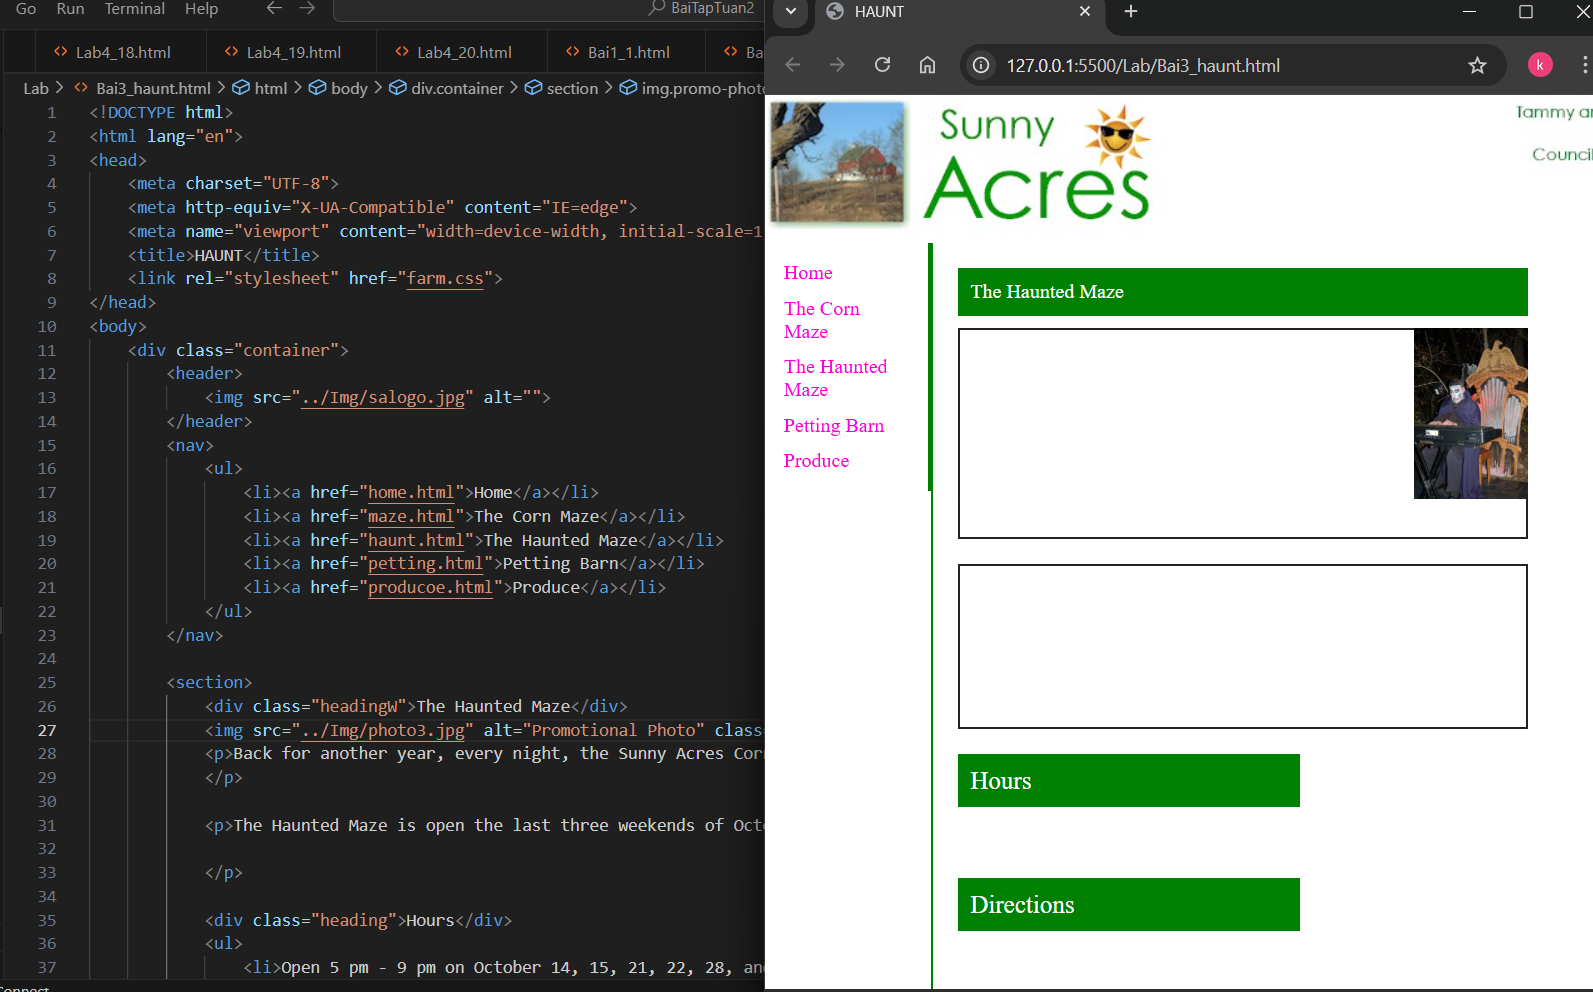 Go Run Terminal Help BaiTapTuan2
Lab4_18.html Lab4_19.html Lab4_20.html Bai1_1.html Ba
Lab > Bai3_haunt.html > html > body > div.container > section > img.promo-phot
1 <!DOCTYPE html>
2 <html lang="en">
3 <head>
4 <meta charset="UTF-8">
5 <meta http-equiv="X-UA-Compatible" content="IE=edge">
6 <meta name="viewport" content="width=device-width, initial-scale=1
7 <title>HAUNT</title>
8 <link rel="stylesheet" href="farm.css">
9 </head>
10 <body>
11 <div class="container">
12 <header>
13 <img src="../Img/salogo.jpg" alt="">
14 </header>
15 <nav>
16 <ul>
17 <li><a href="home.html">Home</a></li>
18 <li><a href="maze.html">The Corn Maze</a></li>
19 <li><a href="haunt.html">The Haunted Maze</a></li>
20 <li><a href="petting.html">Petting Barn</a></li>
21 <li><a href="producoe.html">Produce</a></li>
22 </ul>
23 </nav>
24
25 <section>
26 <div class="headingW">The Haunted Maze</div>
27 <img src="../Img/photo3.jpg" alt="Promotional Photo" class=
28 <p>Back for another year, every night, the Sunny Acres Cor
29 </p>
30
31 <p>The Haunted Maze is open the last three weekends of Oct
32
33 </p>
34
35 <div class="heading">Hours</div>
36 <ul>
37 <li>Open 5 pm - 9 pm on October 14, 15, 21, 22, 28, an
onnect
HAUNT
127.0.0.1:5500/Lab/Bai3_haunt.html
k
Sunny
Acres
Tammy a
Council
Home
The Corn
Maze
The Haunted
Maze
Petting Barn
Produce
The Haunted Maze
Hours
Directions